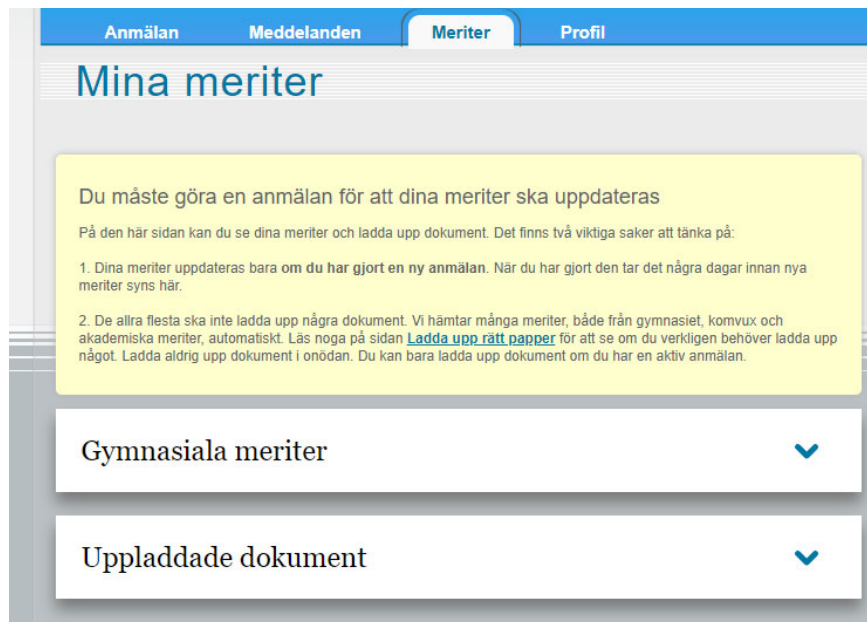 Anmälan Meddelanden Meriter Profil
Mina meriter
Du måste göra en anmälan för att dina meriter ska uppdateras
På den här sidan kan du se dina meriter och ladda upp dokument. Det finns två viktiga saker att tänka på:
1. Dina meriter uppdateras bara om du har gjort en ny anmälan. När du har gjort den tar det några dagar innan nya
meriter syns här.
2. De allra flesta ska inte ladda upp några dokument. Vi hämtar många meriter, både från gymnasiet, komvux och
akademiska meriter, automatiskt. Läs noga på sidan Ladda upp rätt papper för att se om du verkligen behöver ladda upp
något. Ladda aldrig upp dokument i onödan. Du kan bara ladda upp dokument om du har en aktiv anmälan.
Gymnasiala meriter
Uppladdade dokument